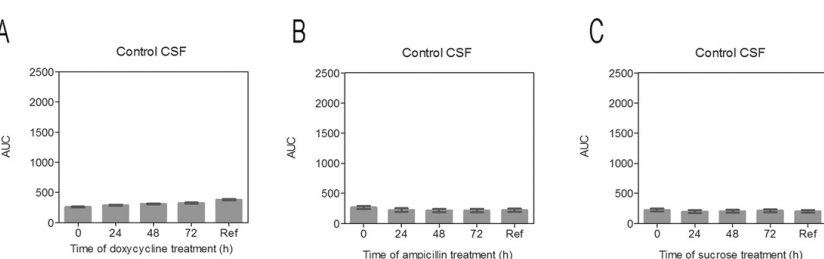 A
Control CSF
2500
2000
1500
1000
500
0
AUC
0 24 48 72 Ref
Time of doxycycline treatment (h)
B
Control CSF
2500
2000
1500
1000
500
0
AUC
0 24 48 72 Ref
Time of ampicillin treatment (h)
C
Control CSF
2500
2000
1500
1000
500
0
AUC
0 24 48 72 Ref
Time of sucrose treatment (h)